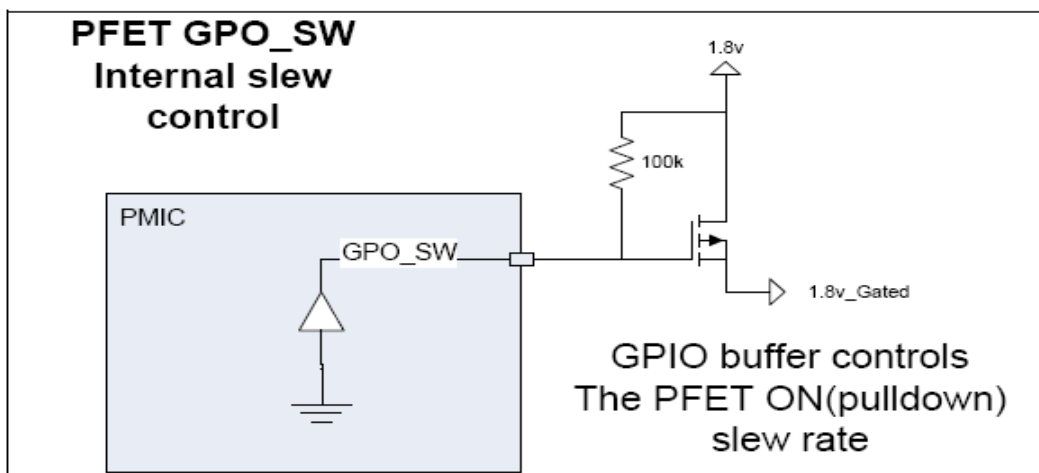 PFET GPO_SW
Internal slew
control
1.8v
100k
PMIC
GPO_SW
1.8v_Gated
GPIO buffer controls
The PFET ON(pulldown)
slew rate